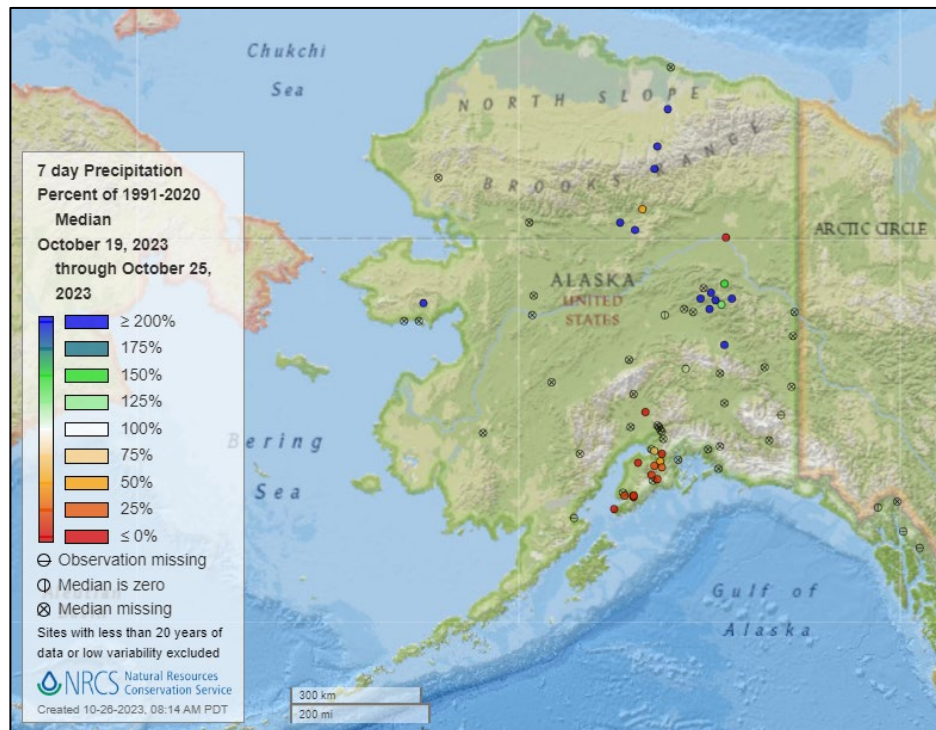 Chukchi
Sea
NORTH SLOPE
BROOKS RANGE
ARCTIC CIRCLE
ALASKA
UNITED
STATES
Bering
Sea
Gulf of
Alaska
7 day Precipitation
Percent of 1991-2020
Median
October 19, 2023
through October 25,
2023
≥ 200%
175%
150%
125%
100%
75%
50%
25%
≤ 0%
Observation missing
Median is zero
Median missing
Sites with less than 20 years of
data or low variability excluded
NRCS Natural Resources
Conservation Service
Created 10-26-2023, 08:14 AM PDT
300 km
200 mi